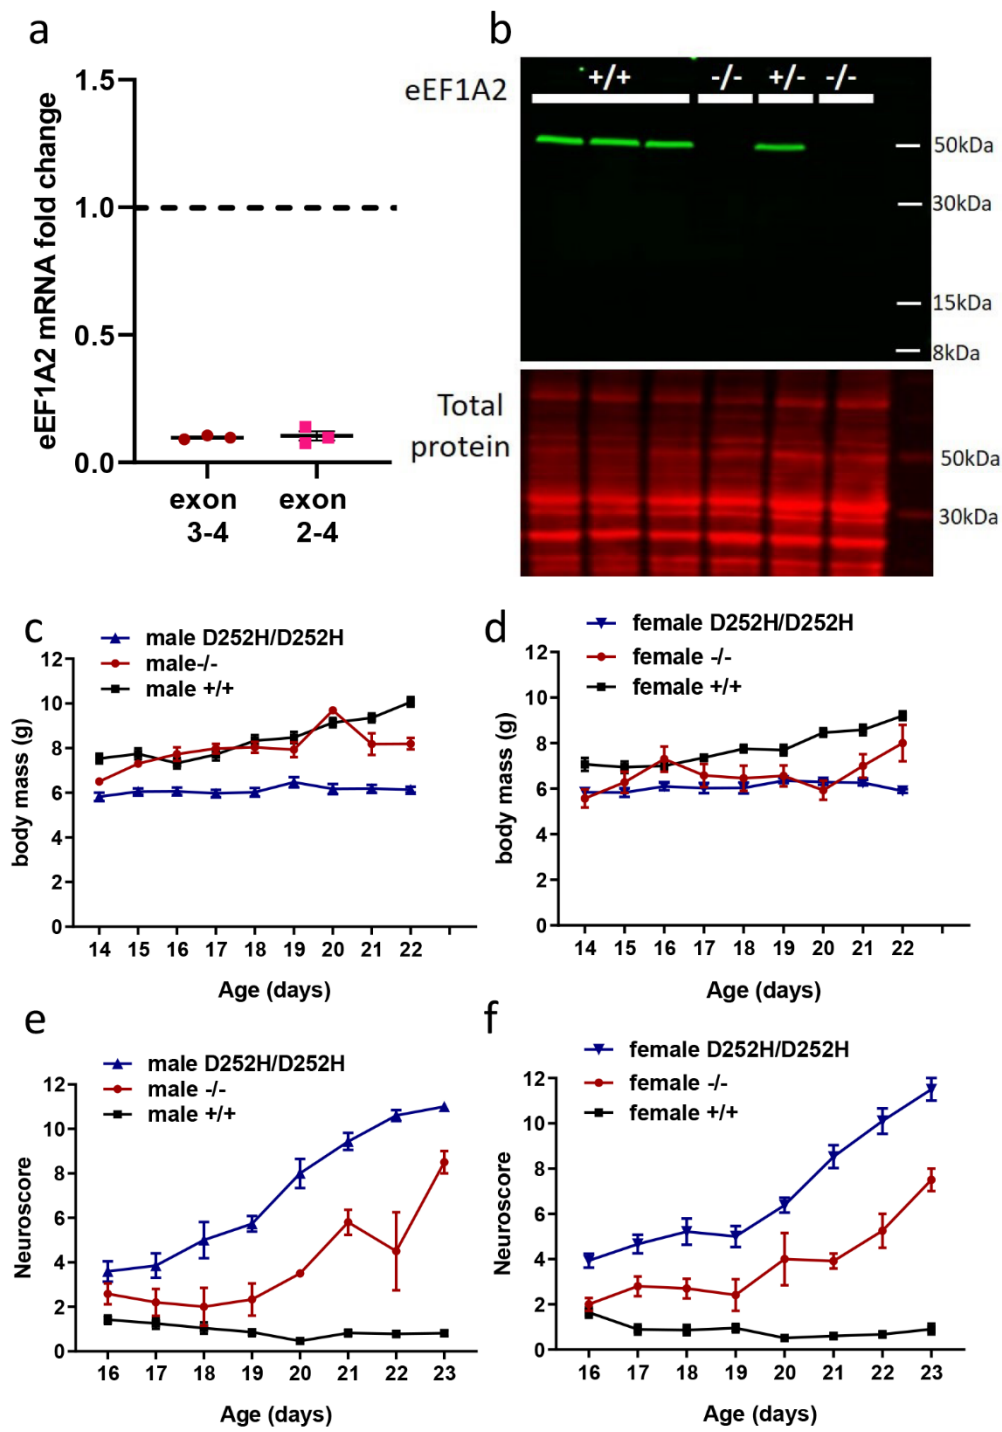 a
1.5
1.0
0.5
0.0
eEF1A2 mRNA fold change
exon
3-4
exon
2-4
b
eEF1A2
+/+
-/-
+/-
-/-
50kDa
30kDa
15kDa
8kDa
Total
protein
50kDa
30kDa
c
male D252H/D252H
male-/-
male +/+
12
10
8
6
4
2
0
body mass (g)
14 15 16 17 18 19 20 21 22
Age (days)
d
female D252H/D252H
female -/-
female +/+
12
10
8
6
4
2
0
body mass (g)
14 15 16 17 18 19 20 21 22
Age (days)
e
male D252H/D252H
male -/-
male +/+
12
10
8
6
4
2
0
Neuroscore
16 17 18 19 20 21 22 23
Age (days)
f
female D252H/D252H
female -/-
female +/+
12
10
8
6
4
2
0
Neuroscore
16 17 18 19 20 21 22 23
Age (days)